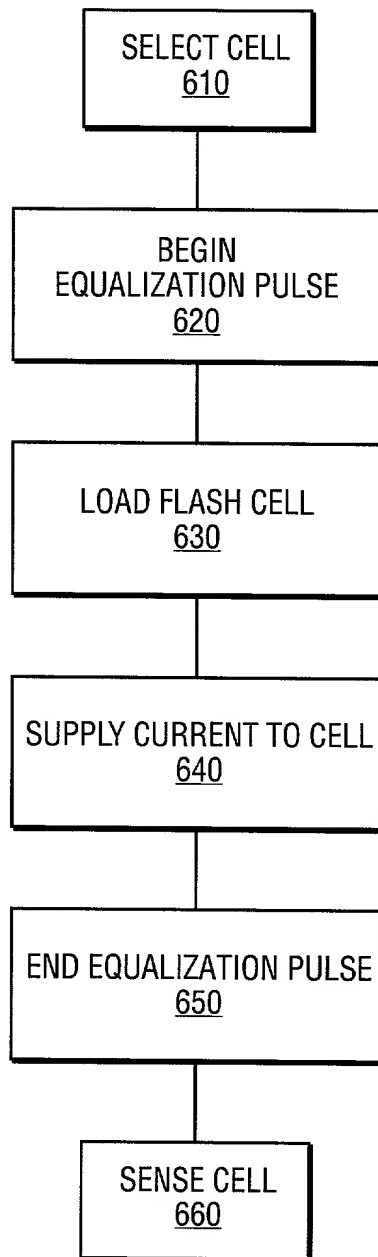 SELECT CELL
610
BEGIN
EQUALIZATION PULSE
620
LOAD FLASH CELL
630
SUPPLY CURRENT TO CELL
640
END EQUALIZATION PULSE
650
SENSE CELL
660